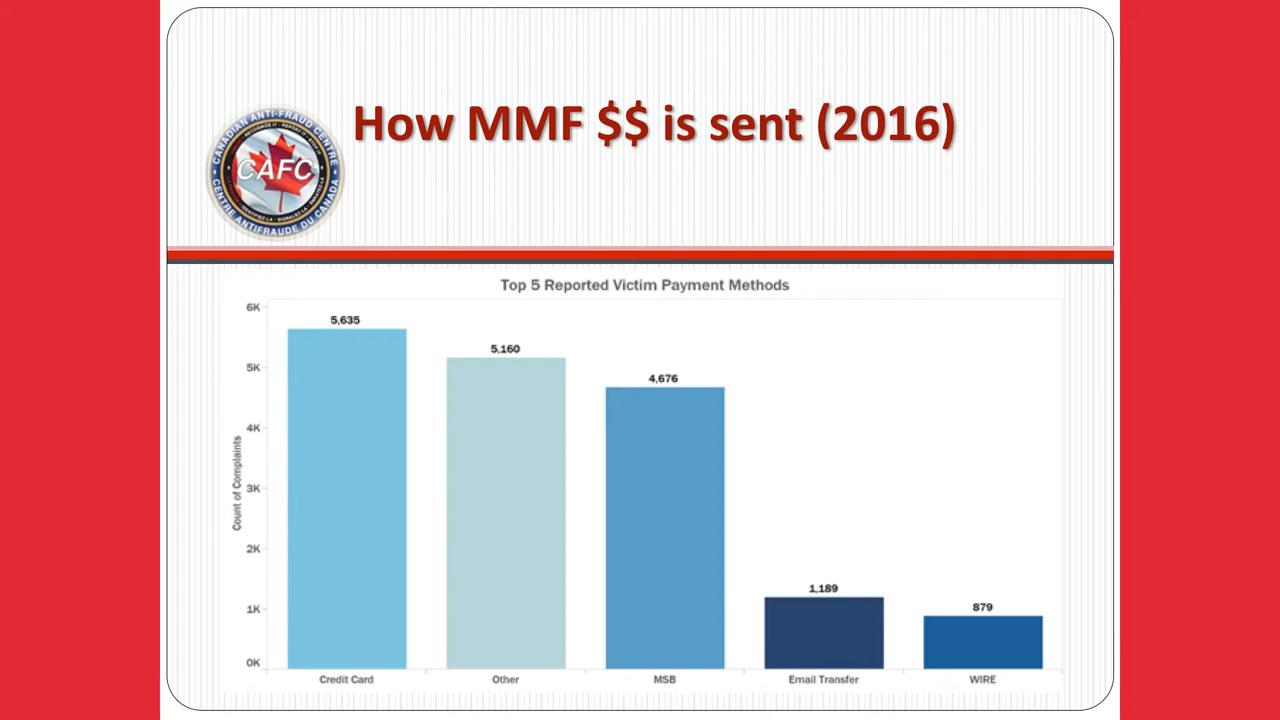 How MMF $$ is sent (2016)
CANADIAN ANTI-FRAUD CENTRE
CAFC
CENTRE ANTIFRAUDE DU CANADA
Top 5 Reported Victim Payment Methods
Count of Complaints
6K
5K
4K
3K
2K
1K
0K
5,635
5,160
4,676
1,189
879
Credit Card
Other
MSB
Email Transfer
WIRE